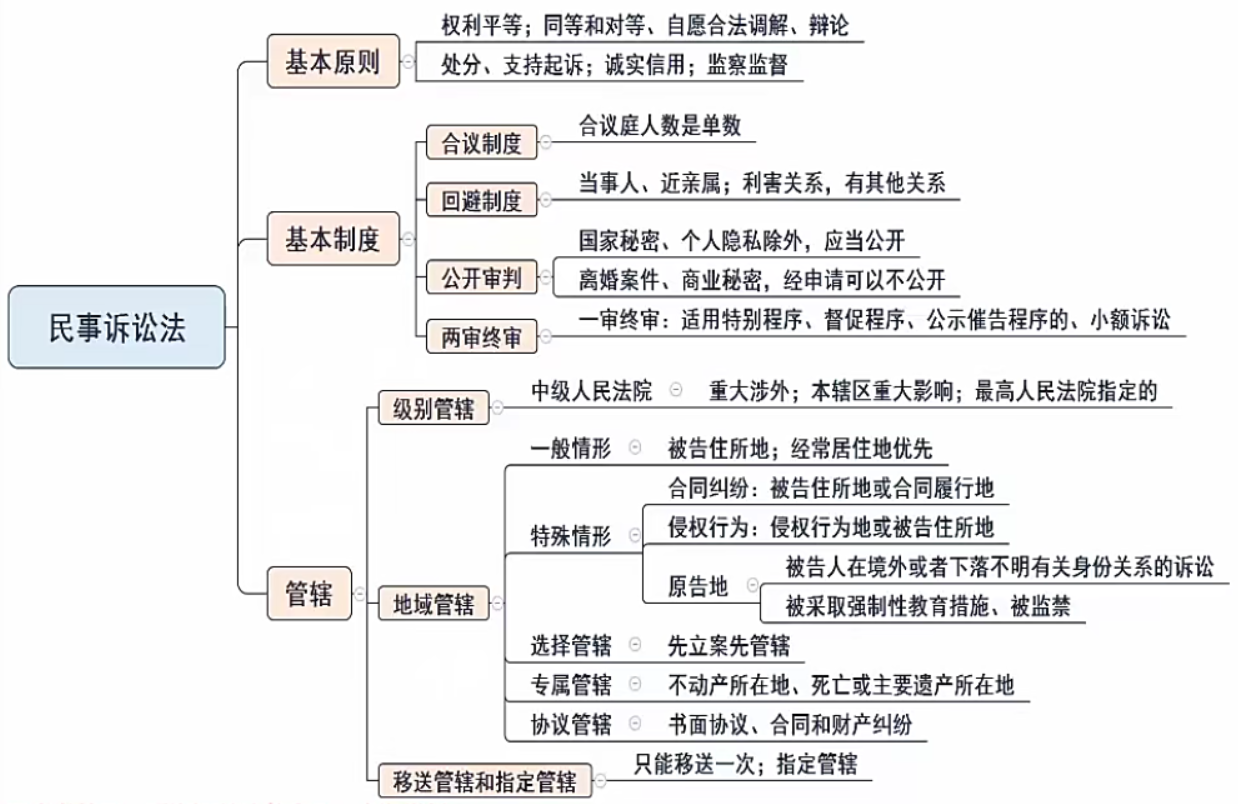 民事诉讼法
基本原则
权利平等；同等和对等、自愿合法调解、辩论
处分、支持起诉；诚实信用；监察监督
基本制度
合议制度
合议庭人数是单数
回避制度
当事人、近亲属；利害关系，有其他关系
公开审判
国家秘密、个人隐私除外，应当公开
离婚案件、商业秘密，经申请可以不公开
两审终审
一审终审：适用特别程序、督促程序、公示催告程序的、小额诉讼
管辖
级别管辖
中级人民法院
重大涉外；本辖区重大影响；最高人民法院指定的
地域管辖
一般情形
被告住所地；经常居住地优先
特殊情形
合同纠纷：被告住所地或合同履行地
侵权行为：侵权行为地或被告住所地
原告地
被告人在境外或者下落不明有关身份关系的诉讼
被采取强制性教育措施、被监禁
选择管辖
先立案先管辖
专属管辖
不动产所在地、死亡或主要遗产所在地
协议管辖
书面协议、合同和财产纠纷
移送管辖和指定管辖
只能移送一次；指定管辖